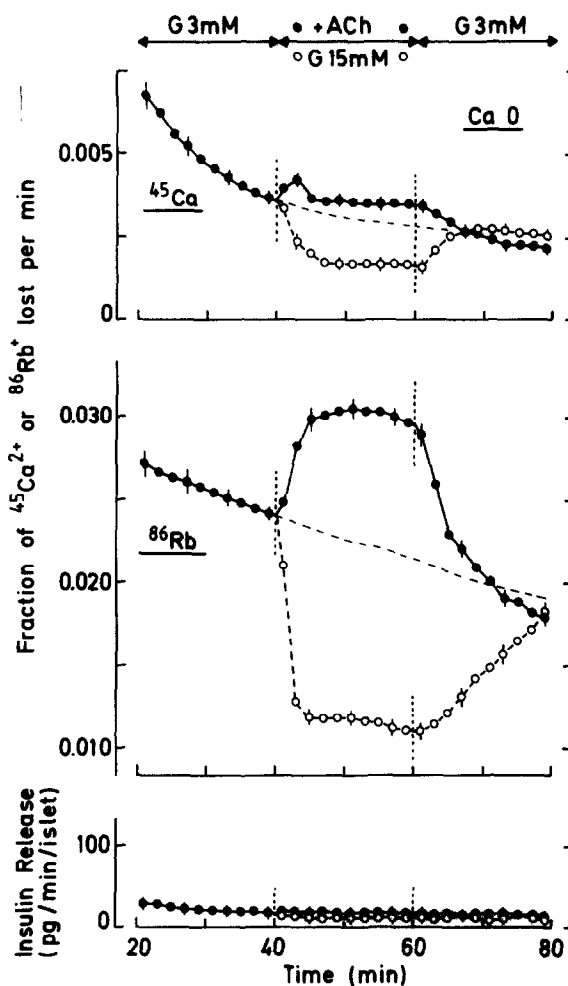 G 3mM ● +ACh ● G 3mM
○ G 15mM ○
Ca 0
0.005
45Ca
0
Fraction of 45Ca2+ or 86Rb+ lost per min
0.030
0.020
86Rb
0.010
Insulin Release
(pg/min/islet)
100
0
20 40 60 80
Time (min)